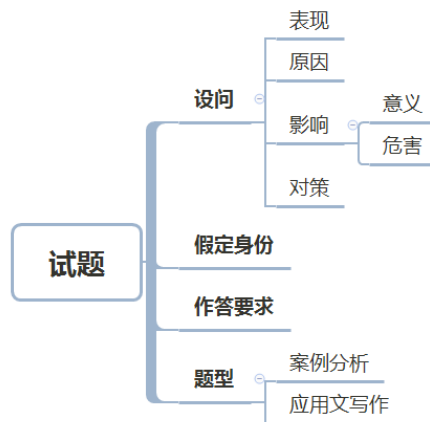 试题
设问
表现
原因
影响
意义
危害
对策
假定身份
作答要求
题型
案例分析
应用文写作